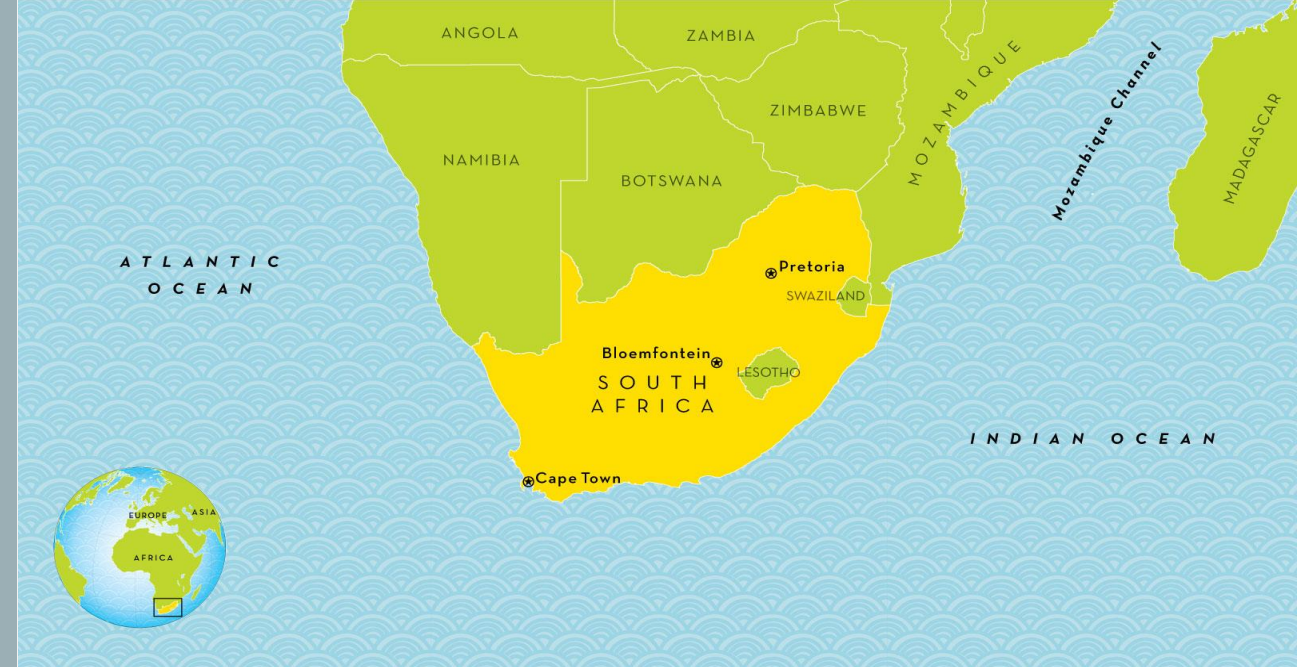 ANGOLA
ZAMBIA
MOZAMBIQUE
Mozambique Channel
ZIMBABWE
MADAGASCAR
NAMIBIA
BOTSWANA
ATLANTIC
OCEAN
Pretoria
SWAZILAND
Bloemfontein
LESOTHO
SOUTH
AFRICA
INDIAN OCEAN
Cape Town
EUROPE
ASIA
AFRICA